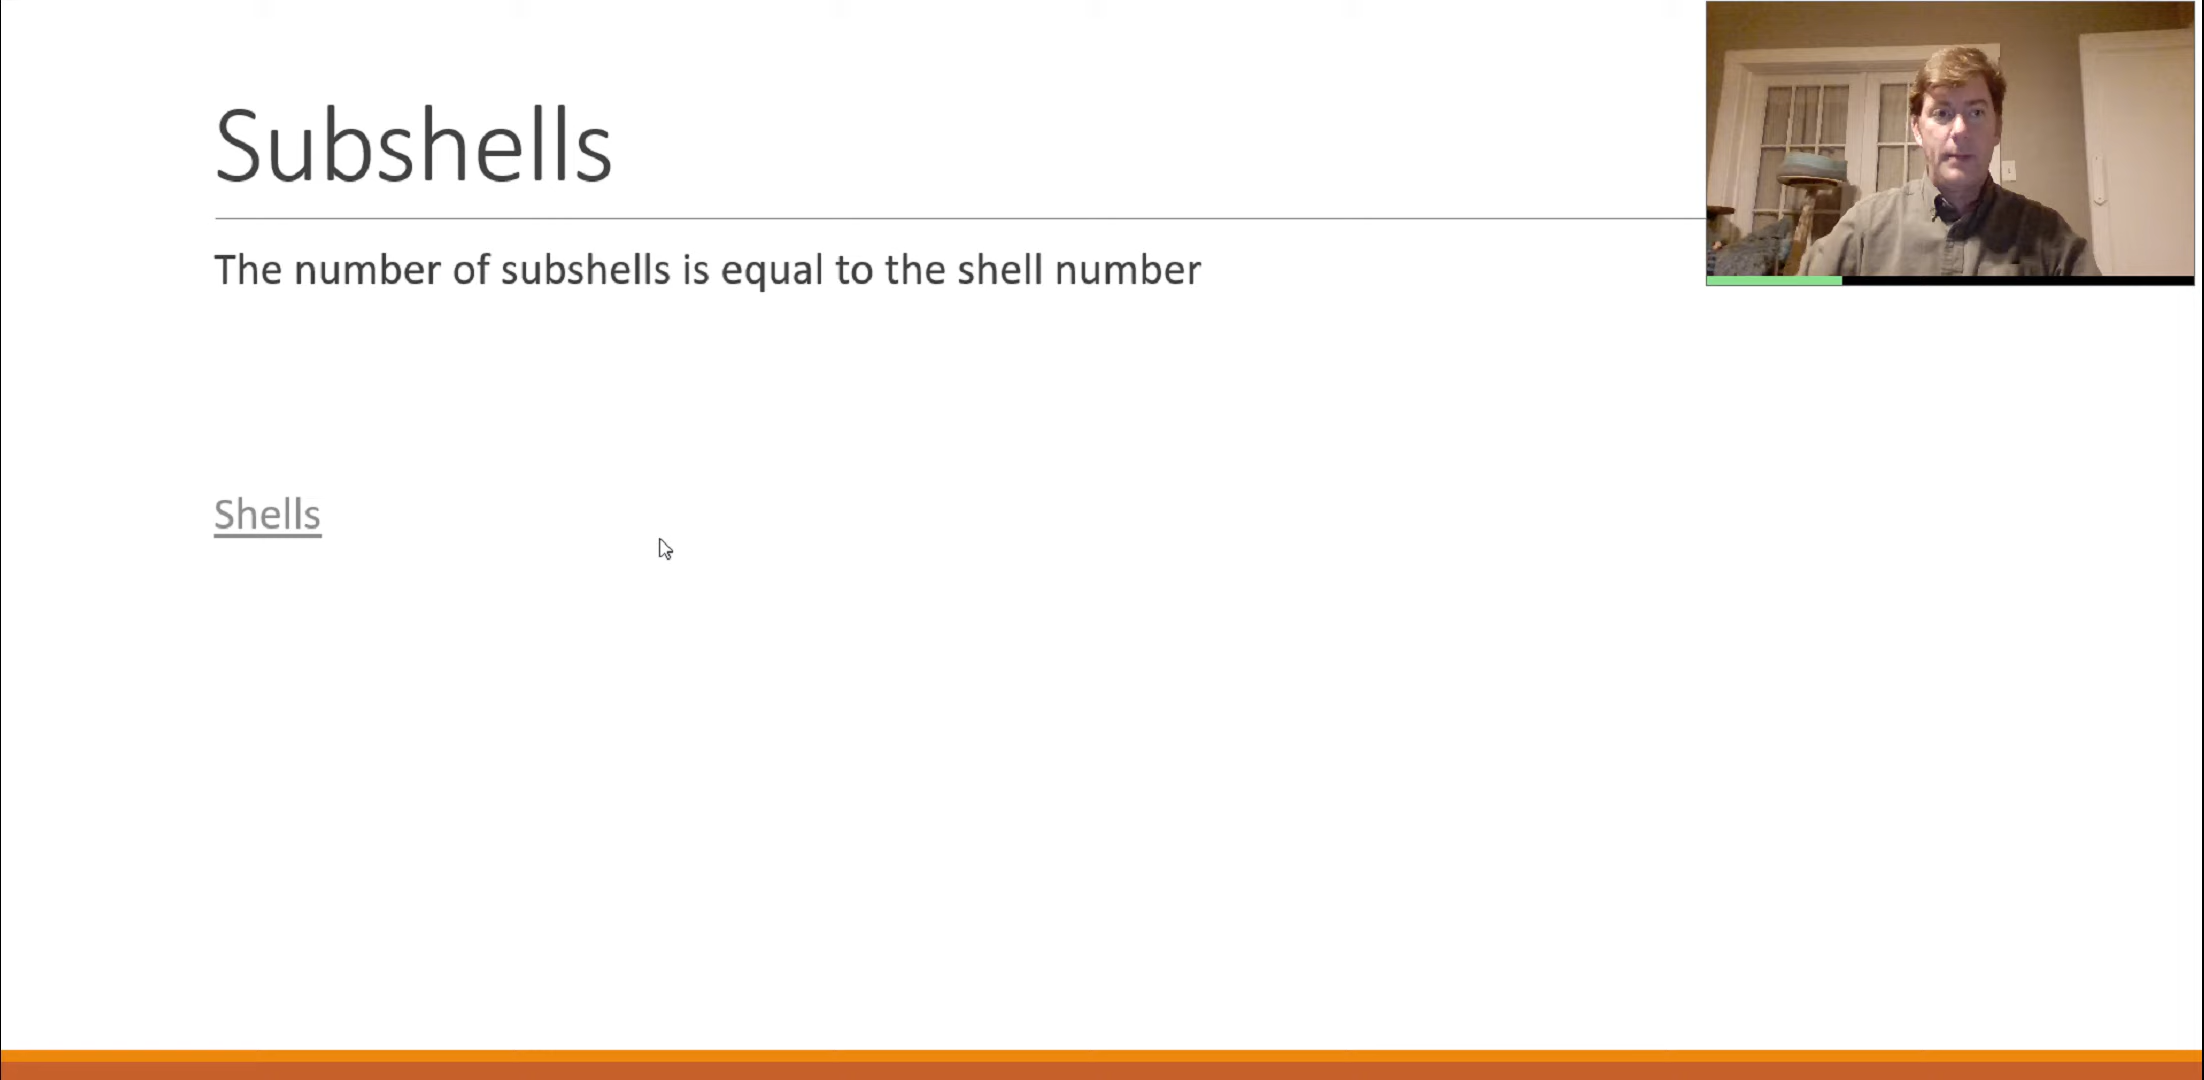 Subshells
The number of subshells is equal to the shell number
Shells